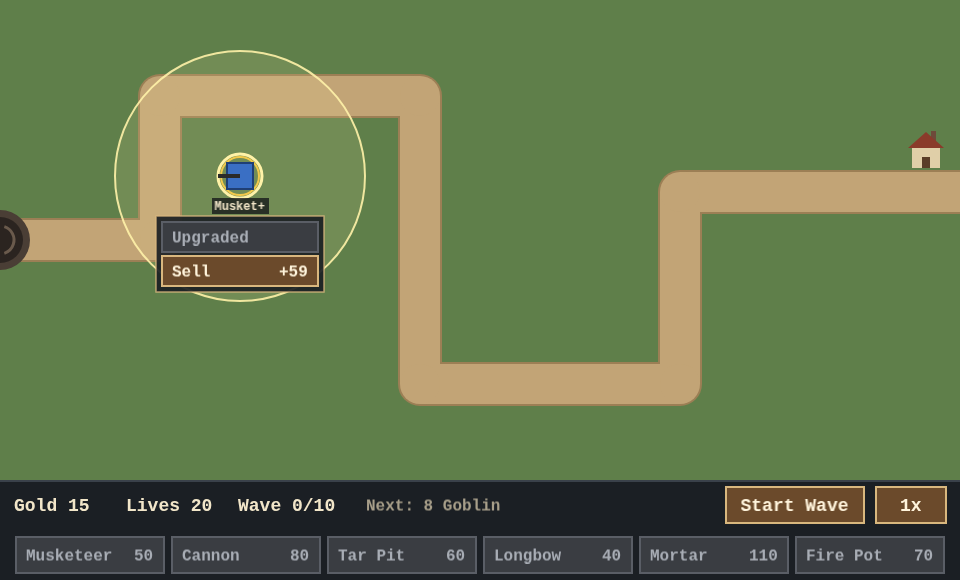 Musket+
Upgraded
Sell +59
Gold 15 Lives 20 Wave 0/10 Next: 8 Goblin Start Wave 1x
Musketeer 50 Cannon 80 Tar Pit 60 Longbow 40 Mortar 110 Fire Pot 70